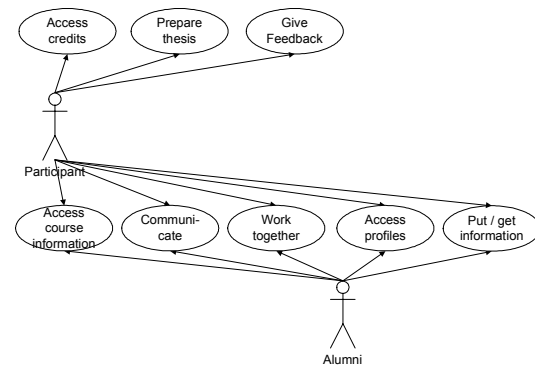 Access
credits
Prepare
thesis
Give
Feedback
Participant
Access
course
information
Communi-
cate
Work
together
Access
profiles
Put / get
information
Alumni